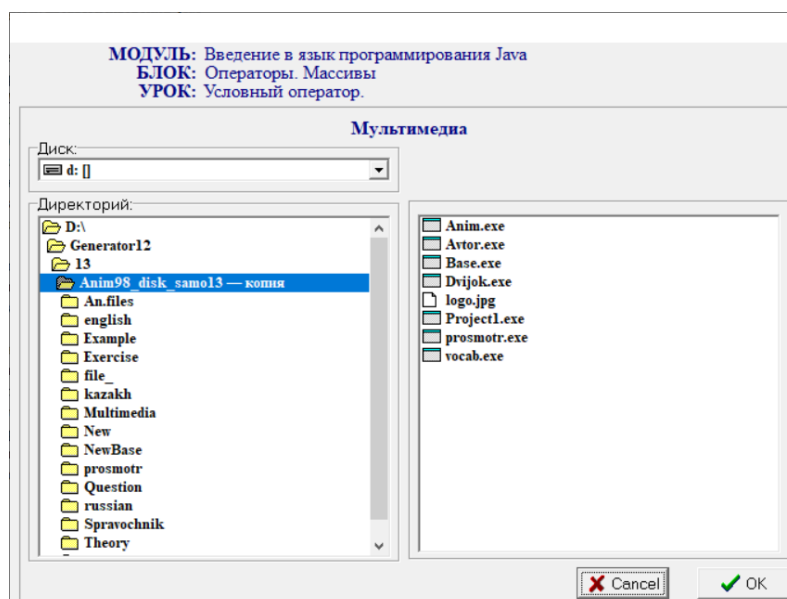 МОДУЛЬ: Введение в язык программирования Java
БЛОК: Операторы. Массивы
УРОК: Условный оператор.
Мультимедиа
Диск:
d: []
Директорий:
D:\
Generator12
13
Anim98_disk_samo13 — копия
An.files
english
Example
Exercise
file_
kazakh
Multimedia
New
NewBase
prosmotr
Question
russian
Spravochnik
Theory
Anim.exe
Avtor.exe
Base.exe
Dvijok.exe
logo.jpg
Project1.exe
prosmotr.exe
vocab.exe
Cancel
OK